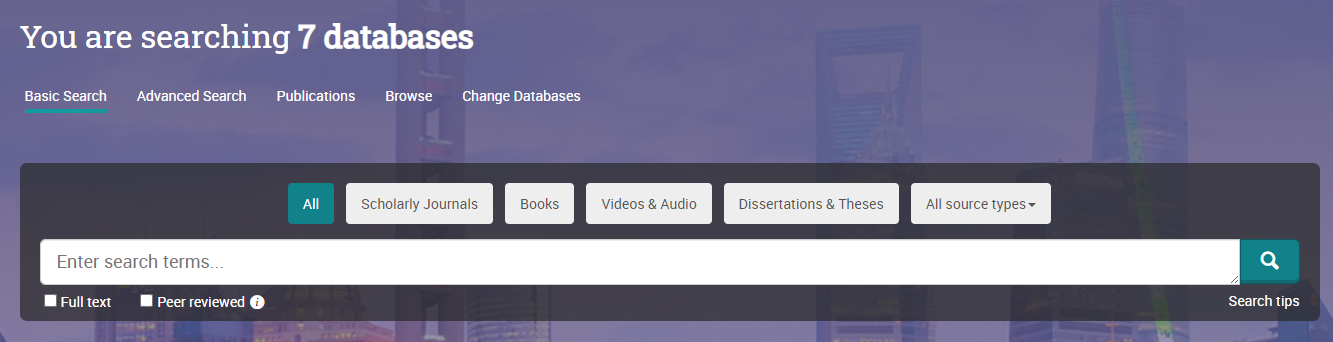 You are searching 7 databases
Basic Search Advanced Search Publications Browse Change Databases
All Scholarly Journals Books Videos & Audio Dissertations & Theses All source types
Enter search terms...
Full text Peer reviewed i Search tips